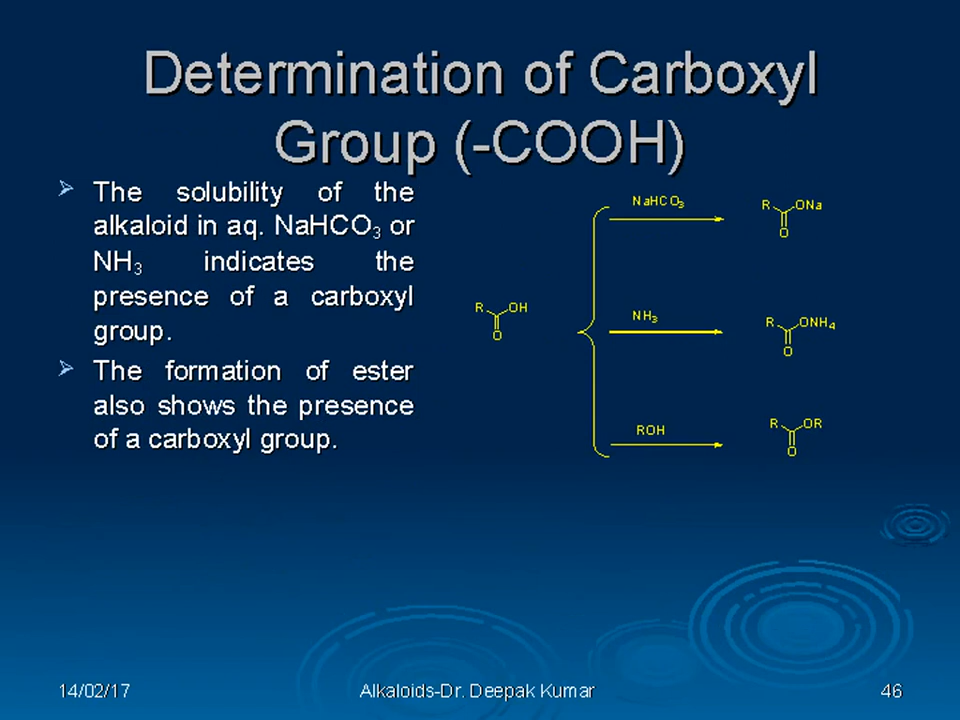 Determination of Carboxyl
Group (-COOH)
➢ The solubility of the
alkaloid in aq. NaHCO₃ or
NH₃ indicates the
presence of a carboxyl
group.
➢ The formation of ester
also shows the presence
of a carboxyl group.
NaHCO₃
R ONa
O
R OH
O
NH₃
R ONH₄
O
ROH
R OR
O
14/02/17
Alkaloids-Dr. Deepak Kumar
46